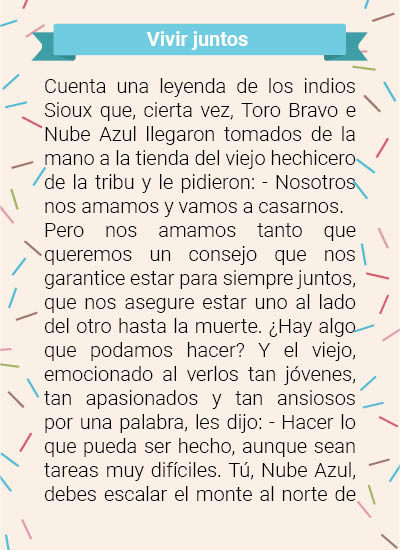 Vivir juntos
Cuenta una leyenda de los indios
Sioux que, cierta vez, Toro Bravo e
Nube Azul llegaron tomados de la
mano a la tienda del viejo hechicero
de la tribu y le pidieron: - Nosotros
nos amamos y vamos a casarnos.
Pero nos amamos tanto que
queremos un consejo que nos
garantice estar para siempre juntos,
que nos asegure estar uno al lado
del otro hasta la muerte. ¿Hay algo
que podamos hacer? Y el viejo,
emocionado al verlos tan jóvenes,
tan apasionados y tan ansiosos
por una palabra, les dijo: - Hacer lo
que pueda ser hecho, aunque sean
tareas muy difíciles. Tú, Nube Azul,
debes escalar el monte al norte de